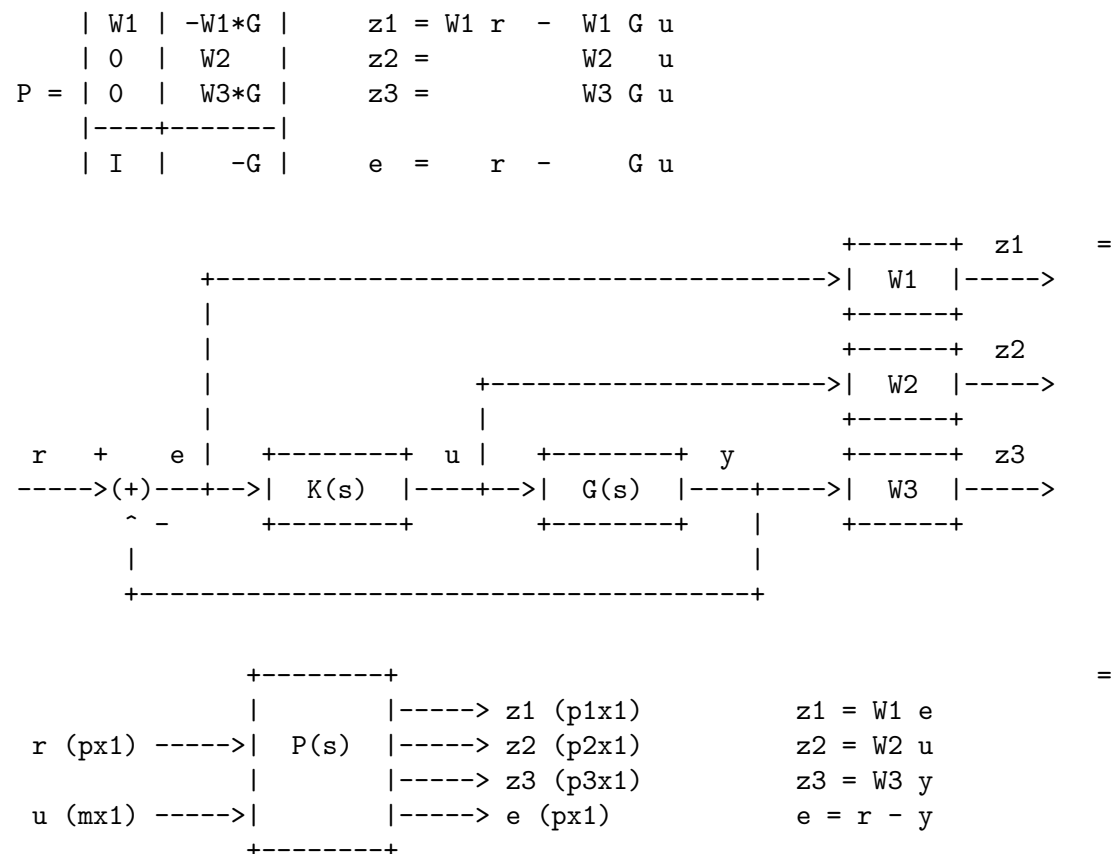 | W1 | -W1*G |     z1 = W1 r  -  W1 G u
    | 0  |  W2   |     z2 =          W2   u
P = | 0  |  W3*G |     z3 =          W3 G u
    |----+-------|
    | I  |    -G |     e  =    r  -     G u
                                                      +------+  z1     =
            +---------------------------------------->|  W1  |----->
            |                                         +------+
            |                                         +------+  z2
            |                 +---------------------->|  W2  |----->
            |                 |                       +------+
 r   +    e |   +--------+  u |   +--------+  y       +------+  z3
----->(+)---+-->|  K(s)  |----+-->|  G(s)  |----+---->|  W3  |----->
       ^ -      +--------+        +--------+    |     +------+
       |                                        |
       +----------------------------------------+
               +--------+                                              =
               |        |-----> z1 (p1x1)          z1 = W1 e
 r (px1) ----->|  P(s)  |-----> z2 (p2x1)          z2 = W2 u
               |        |-----> z3 (p3x1)          z3 = W3 y
 u (mx1) ----->|        |-----> e (px1)            e = r - y
               +--------+